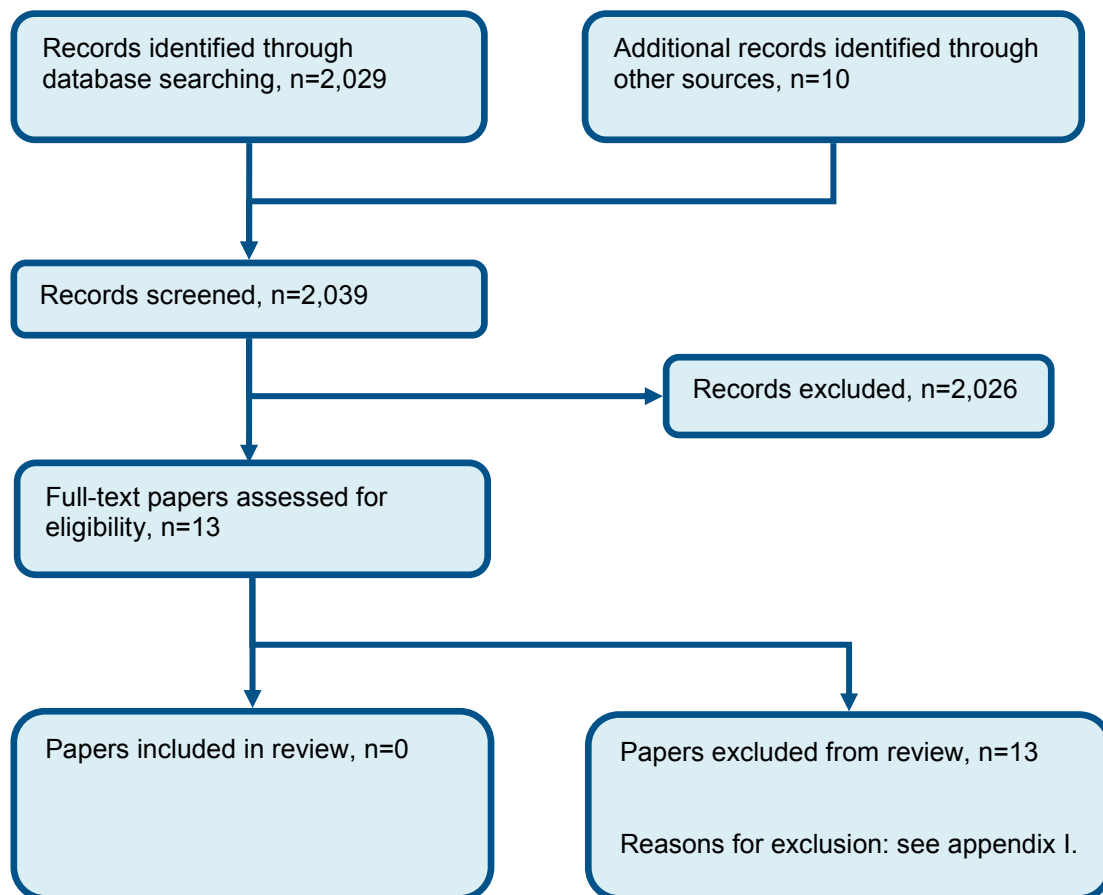 Records identified through
database searching, n=2,029
Additional records identified through
other sources, n=10
Records screened, n=2,039
Records excluded, n=2,026
Full-text papers assessed for
eligibility, n=13
Papers included in review, n=0
Papers excluded from review, n=13
Reasons for exclusion: see appendix I.